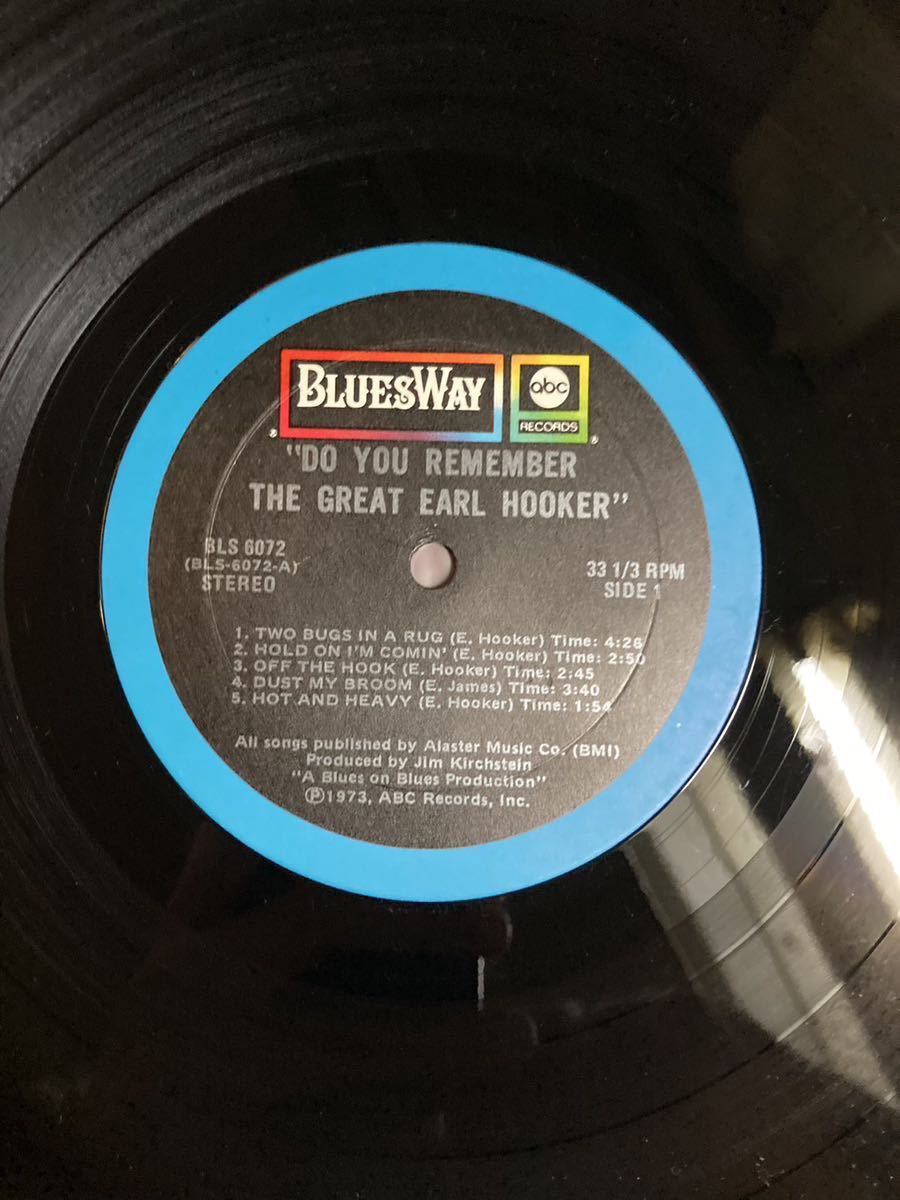 BLUESWAY
abc
RECORDS
® ®
"DO YOU REMEMBER
THE GREAT EARL HOOKER"
BLS 6072
(BLS-6072-A)
STEREO
33 1/3 RPM
SIDE 1
1. TWO BUGS IN A RUG (E. Hooker) Time: 4:26
2. HOLD ON I'M COMIN' (E. Hooker) Time: 2:50
3. OFF THE HOOK (E. Hooker) Time: 2:45
4. DUST MY BROOM (E. James) Time: 3:40
5. HOT AND HEAVY (E. Hooker) Time: 1:54
All songs published by Alaster Music Co. (BMI)
Produced by Jim Kirchstein
"A Blues on Blues Production"
℗1973, ABC Records, Inc.